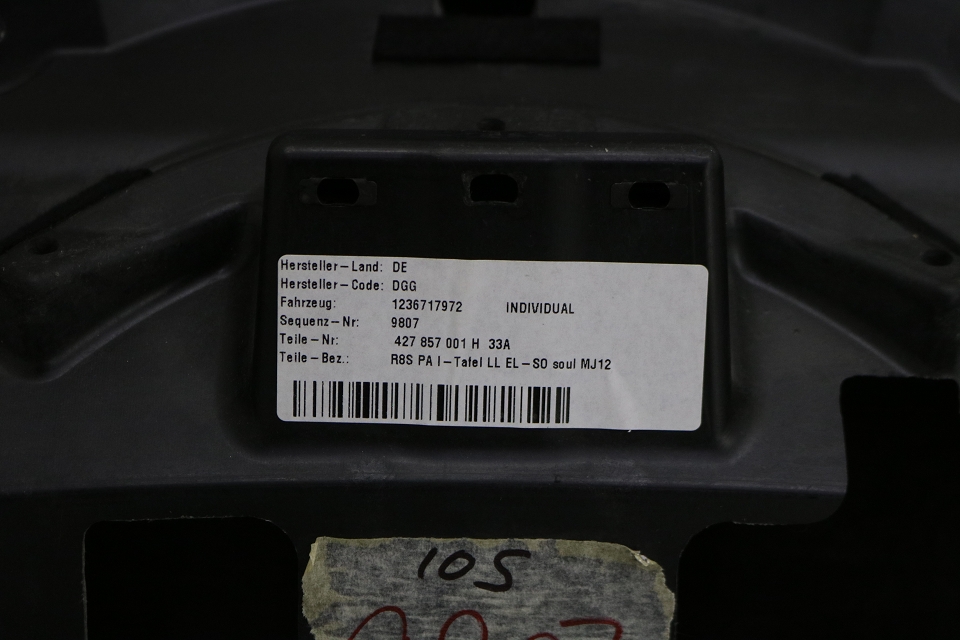 Hersteller-Land: DE
Hersteller-Code: DGG
Fahrzeug: 1236717972 INDIVIDUAL
Sequenz-Nr: 9807
Teile-Nr: 427 857 001 H 33A
Teile-Bez.: R8S PA I-Tafel LL EL-SO soul MJ12
105